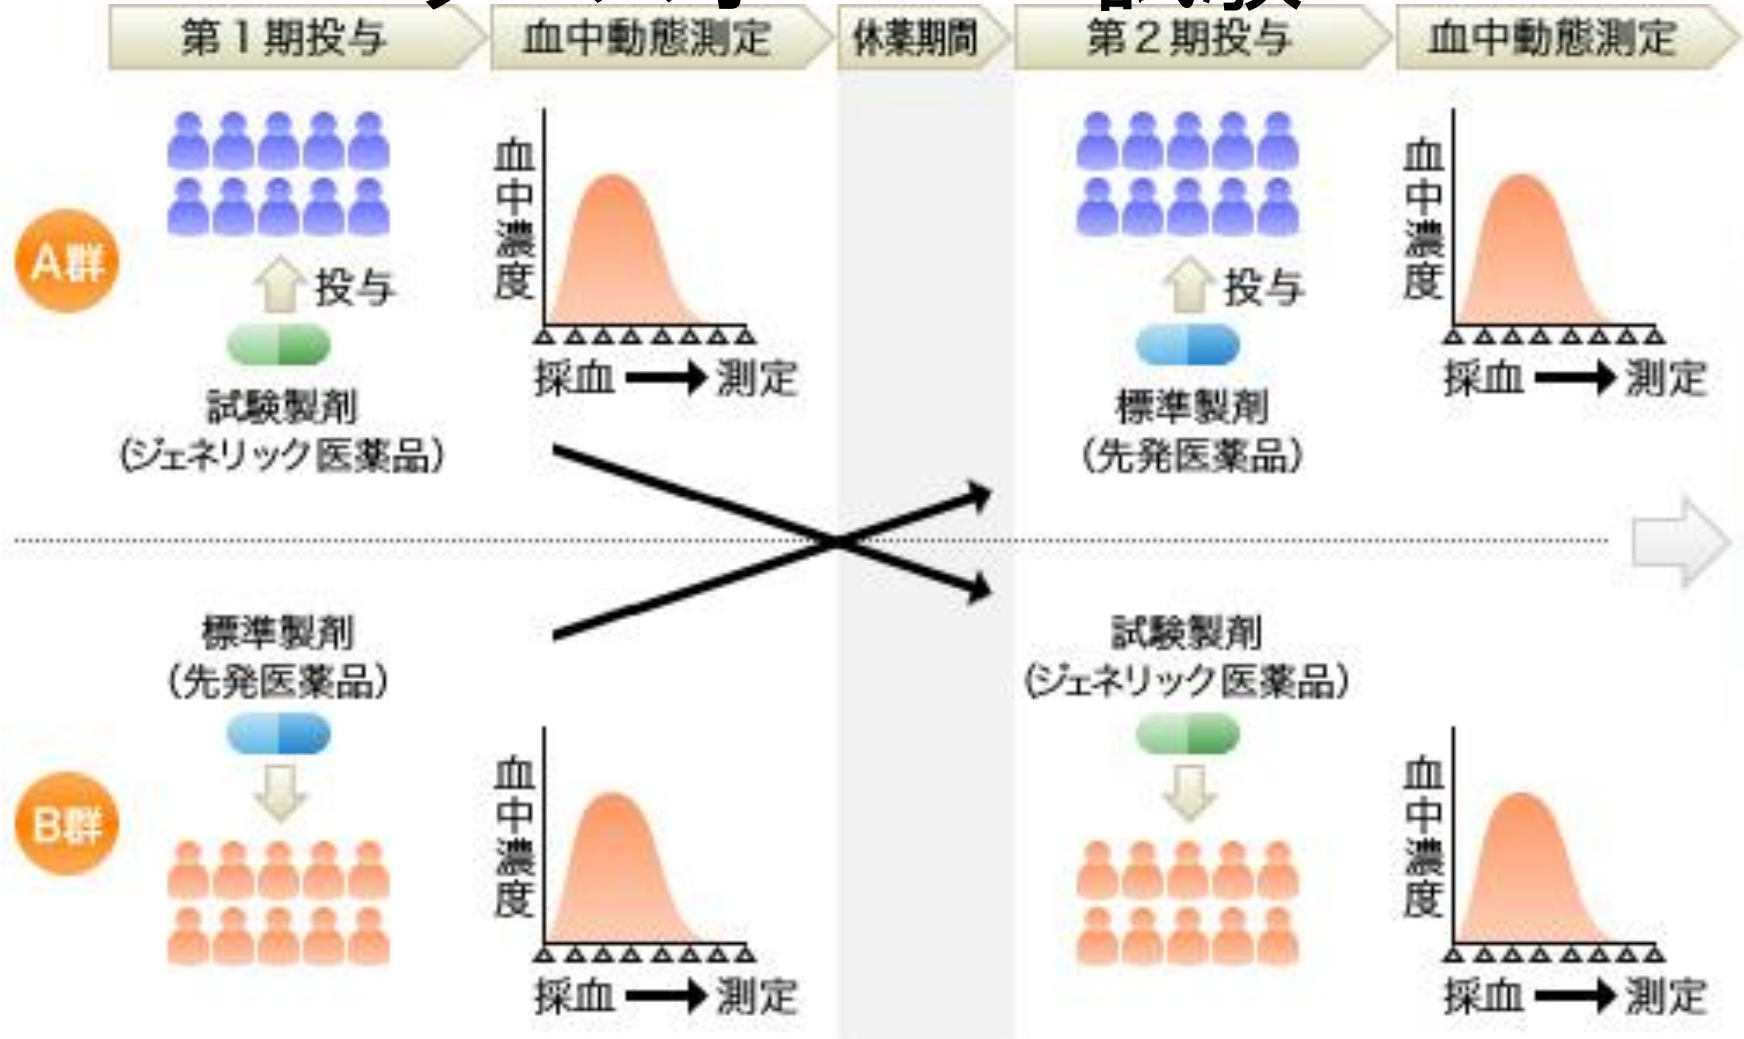 試験
第1期投与
血中動態測定
休薬期間
第2期投与
血中動態測定
A群
投与
試験製剤
(ジェネリック医薬品)
血中濃度
採血 → 測定
投与
標準製剤
(先発医薬品)
血中濃度
採血 → 測定
B群
標準製剤
(先発医薬品)
血中濃度
採血 → 測定
試験製剤
(ジェネリック医薬品)
血中濃度
採血 → 測定